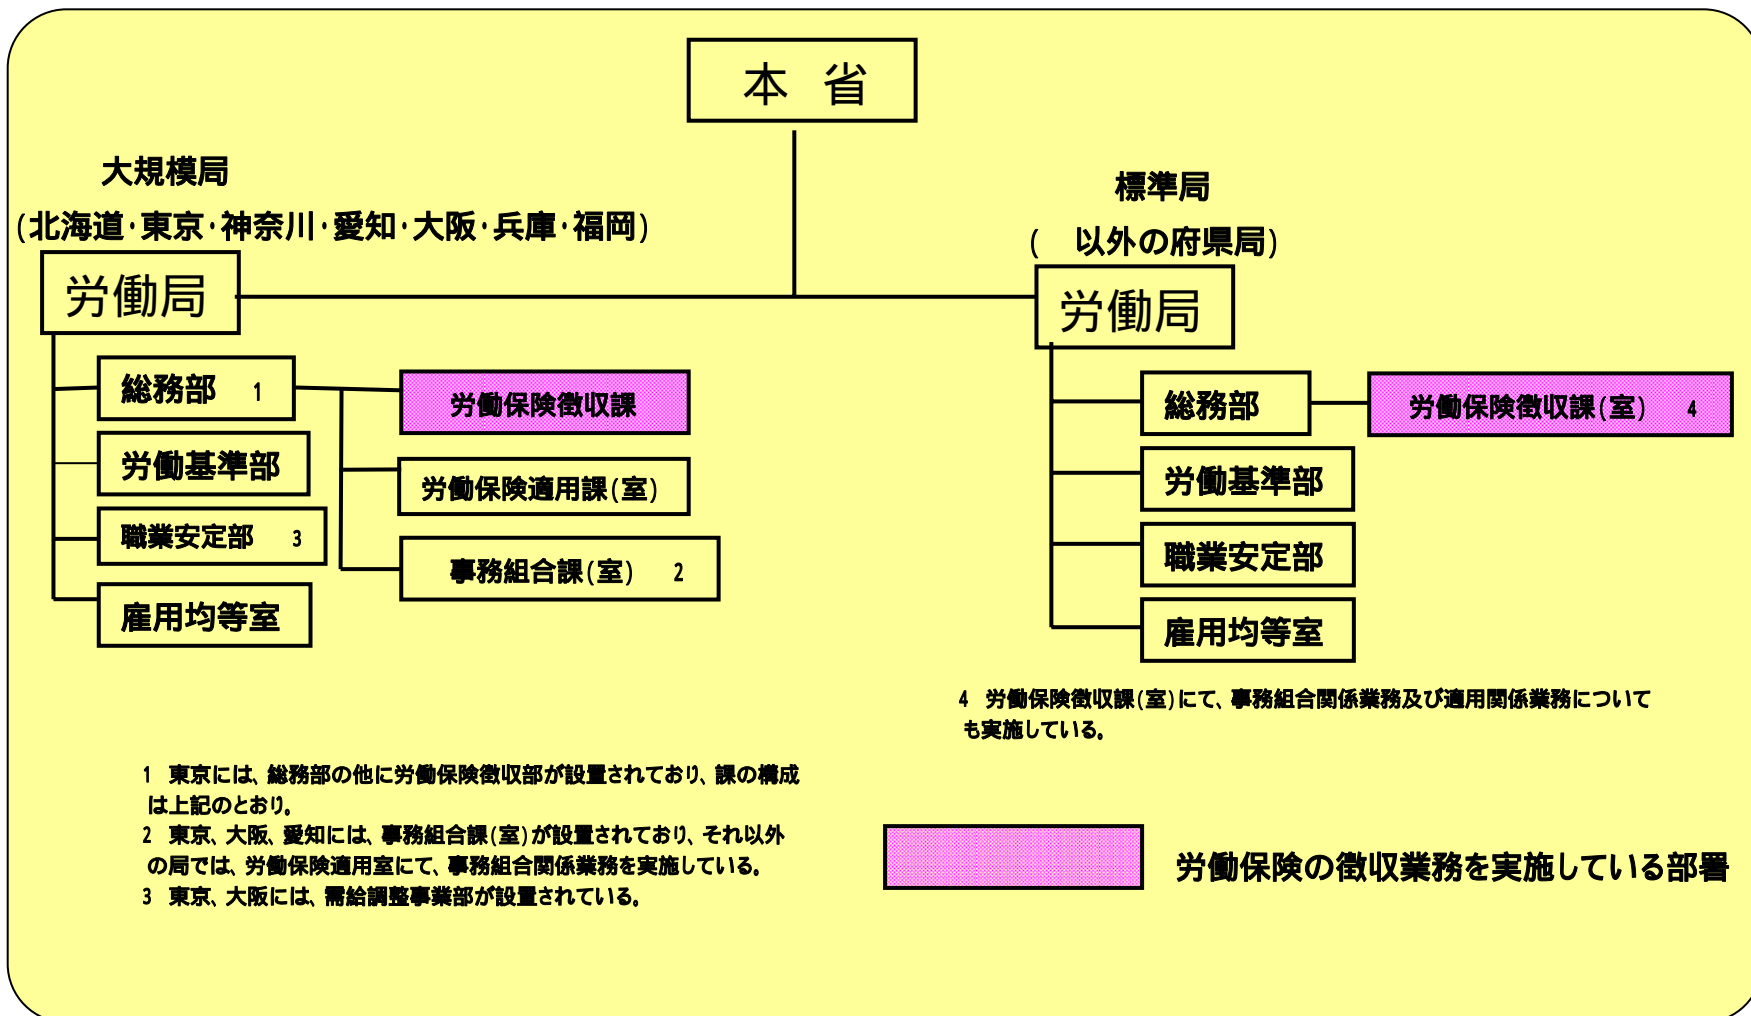 本 省
大規模局
(北海道・東京・神奈川・愛知・大阪・兵庫・福岡)
労働局
総務部 1
労働基準部
職業安定部 3
雇用均等室
労働保険徴収課
労働保険適用課(室)
事務組合課(室) 2
標準局
( 以外の府県局)
労働局
総務部
労働基準部
職業安定部
雇用均等室
労働保険徴収課(室) 4
4 労働保険徴収課(室)にて、事務組合関係業務及び適用関係業務について
も実施している。
1 東京には、総務部の他に労働保険徴収部が設置されており、課の構成
は上記のとおり。
2 東京、大阪、愛知には、事務組合課(室)が設置されており、それ以外
の局では、労働保険適用室にて、事務組合関係業務を実施している。
3 東京、大阪には、需給調整事業部が設置されている。
労働保険の徴収業務を実施している部署